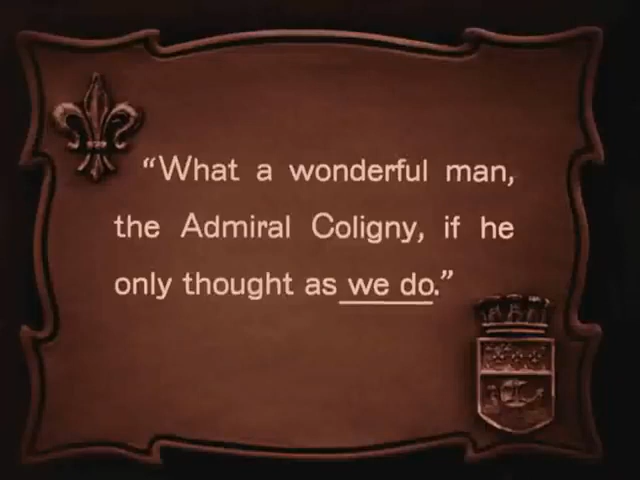 “What a wonderful man,
the Admiral Coligny, if he
only thought as we do.”